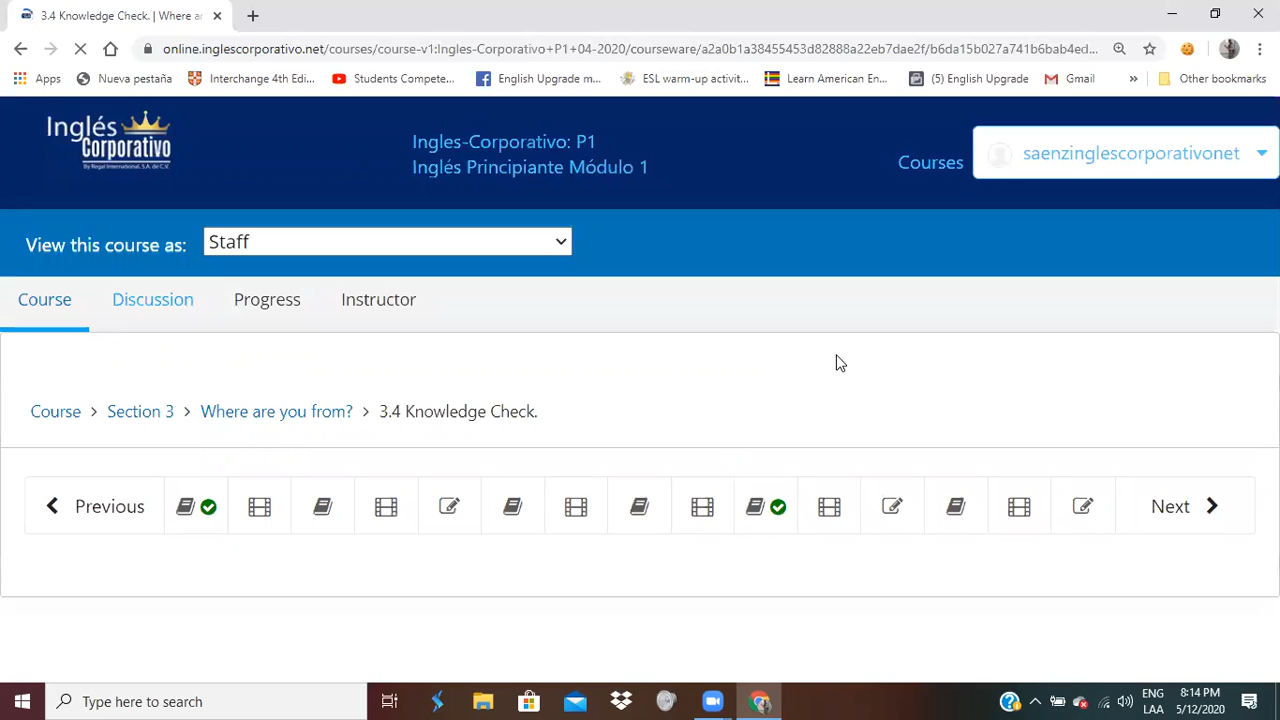 3.4 Knowledge Check. | Where ar
online.inglescorporativo.net/courses/course-v1:Ingles-Corporativo+P1+04-2020/courseware/a2a0b1a38455453d82888a22eb7dae2f/b6da15b027a741b6bab4ed...
Apps Nueva pestaña Interchange 4th Edi... Students Compete... English Upgrade m... ESL warm-up activit... Learn American En... (5) English Upgrade Gmail » Other bookmarks
Inglés
Corporativo
By Regal International, S.A. de C.V.
Ingles-Corporativo: P1
Inglés Principiante Módulo 1
Courses
saenzinglescorporativonet
View this course as: Staff
Course Discussion Progress Instructor
Course > Section 3 > Where are you from? > 3.4 Knowledge Check.
Previous Next
Type here to search
ENG
LAA
8:14 PM
5/12/2020